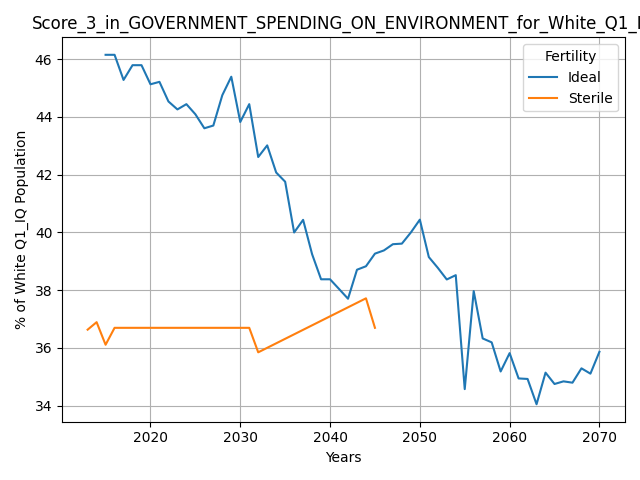 Score_3_in_GOVERNMENT_SPENDING_ON_ENVIRONMENT_for_White_Q1_I
Fertility
Ideal
Sterile
% of White Q1_IQ Population
46
44
42
40
38
36
34
2020 2030 2040 2050 2060 2070
Years